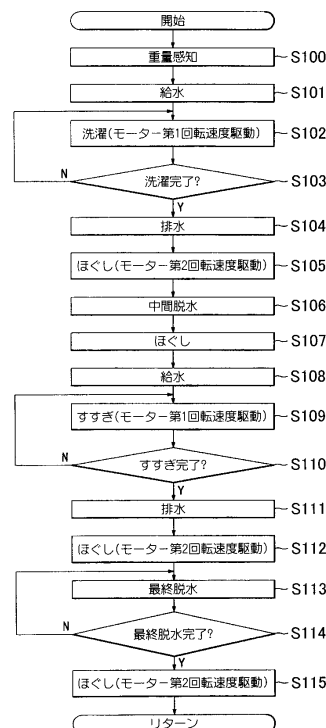 開始
重量感知 S100
給水 S101
洗濯(モーター第1回転速度駆動) S102
N 洗濯完了? S103
Y
排水 S104
ほぐし(モーター第2回転速度駆動) S105
中間脱水 S106
ほぐし S107
給水 S108
すすぎ(モーター第1回転速度駆動) S109
N すすぎ完了? S110
Y
排水 S111
ほぐし(モーター第2回転速度駆動) S112
最終脱水 S113
N 最終脱水完了? S114
Y
ほぐし(モーター第2回転速度駆動) S115
リターン